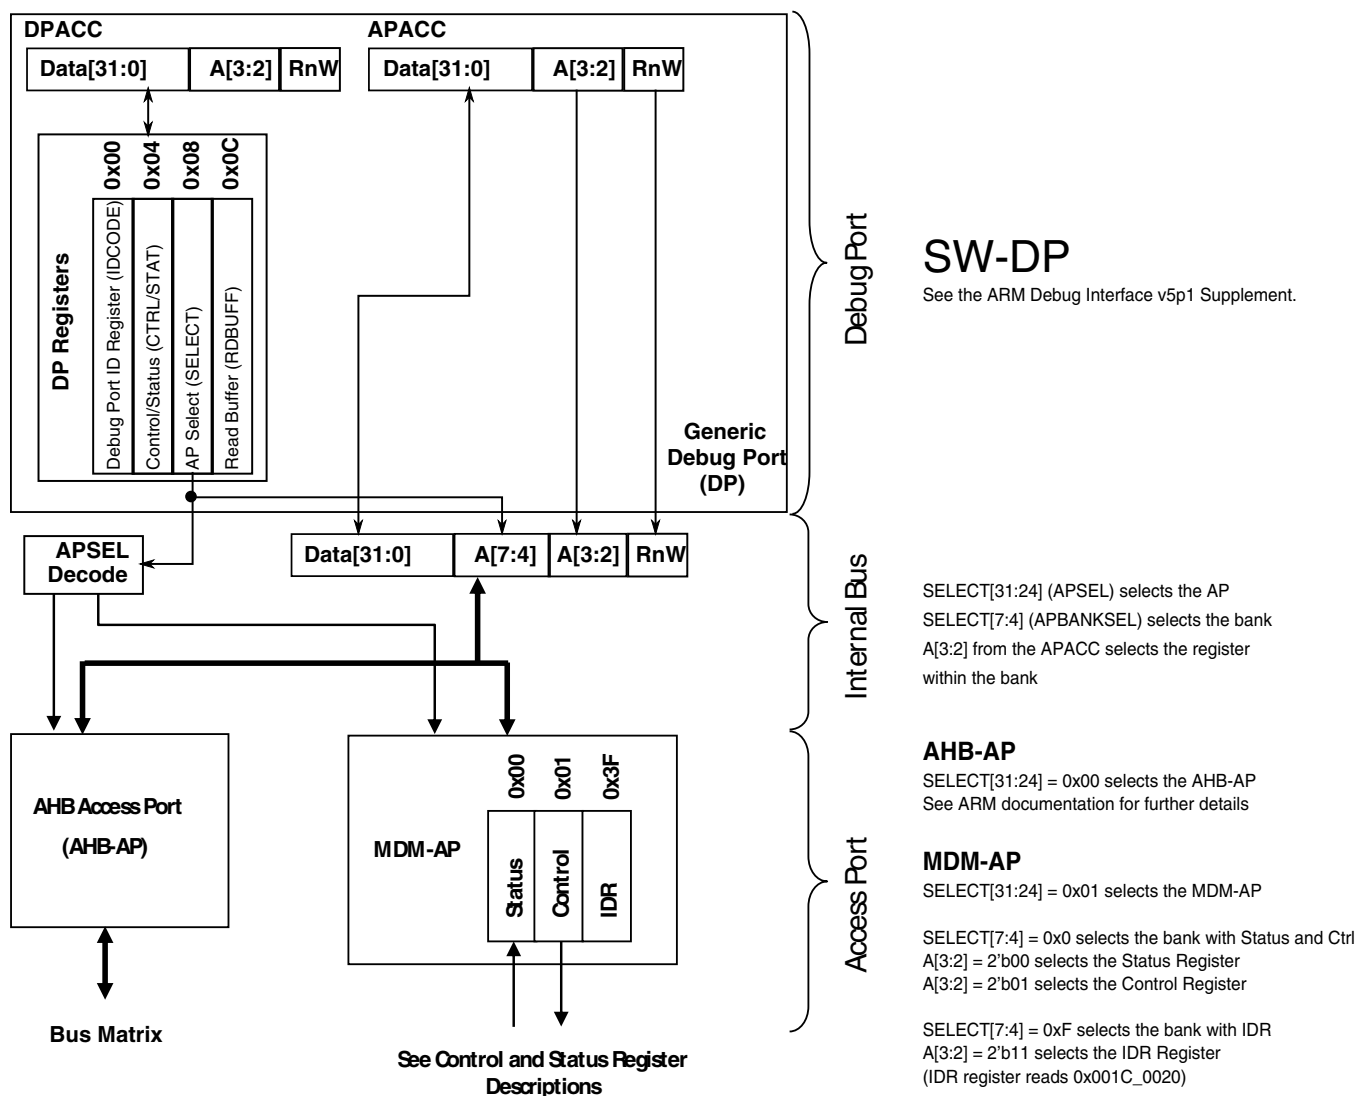 DPACC
APACC
Data[31:0]
A[3:2]
RnW
Data[31:0]
A[3:2]
RnW
0x00
0x04
0x08
0x0C
DP Registers
Debug Port ID Register (IDCODE)
Control/Status (CTRL/STAT)
AP Select (SELECT)
Read Buffer (RDBUFF)
Generic
Debug Port
(DP)
Debug Port
SW-DP
See the ARM Debug Interface v5p1 Supplement.
APSEL
Decode
Data[31:0]
A[7:4]
A[3:2]
RnW
Internal Bus
SELECT[31:24] (APSEL) selects the AP
SELECT[7:4] (APBANKSEL) selects the bank
A[3:2] from the APACC selects the register
within the bank
AHB Access Port
(AHB-AP)
Bus Matrix
MDM-AP
0x00
0x01
0x3F
Status
Control
IDR
See Control and Status Register
Descriptions
Access Port
AHB-AP
SELECT[31:24] = 0x00 selects the AHB-AP
See ARM documentation for further details
MDM-AP
SELECT[31:24] = 0x01 selects the MDM-AP
SELECT[7:4] = 0x0 selects the bank with Status and Ctrl
A[3:2] = 2'b00 selects the Status Register
A[3:2] = 2'b01 selects the Control Register
SELECT[7:4] = 0xF selects the bank with IDR
A[3:2] = 2'b11 selects the IDR Register
(IDR register reads 0x001C_0020)